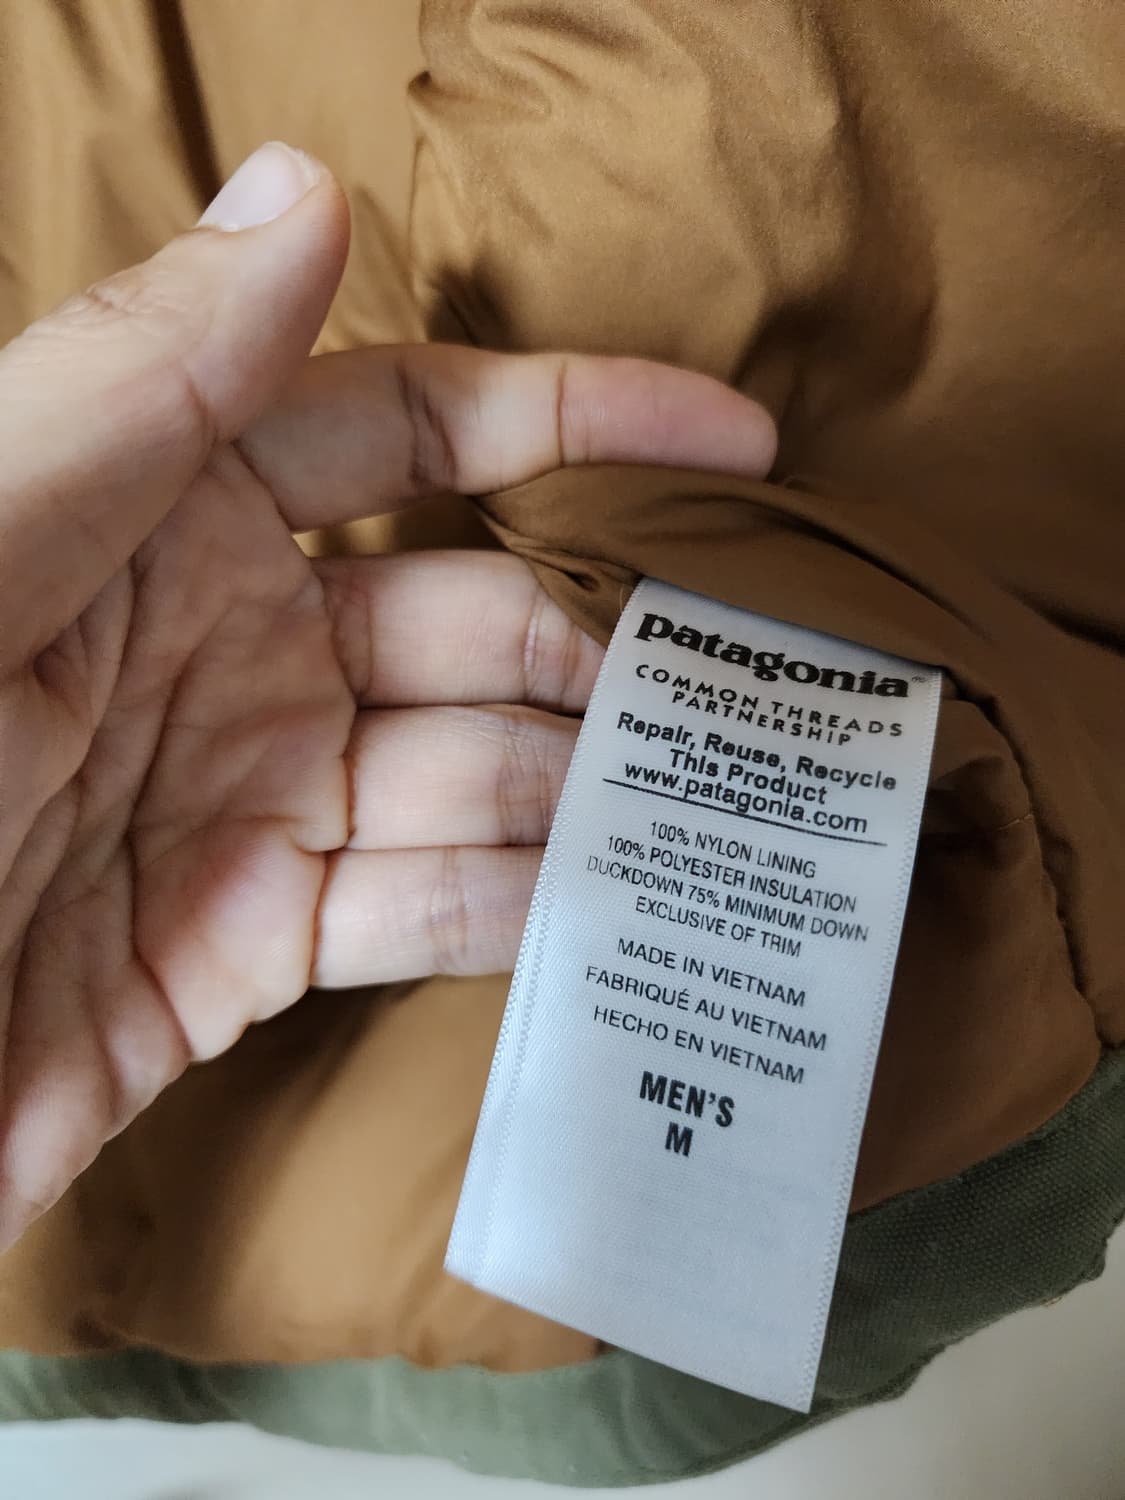 patagonia®
COMMON THREADS
PARTNERSHIP
Repair, Reuse, Recycle
This Product
www.patagonia.com
100% NYLON LINING
100% POLYESTER INSULATION
DUCKDOWN 75% MINIMUM DOWN
EXCLUSIVE OF TRIM
MADE IN VIETNAM
FABRIQUÉ AU VIETNAM
HECHO EN VIETNAM
MEN'S
M